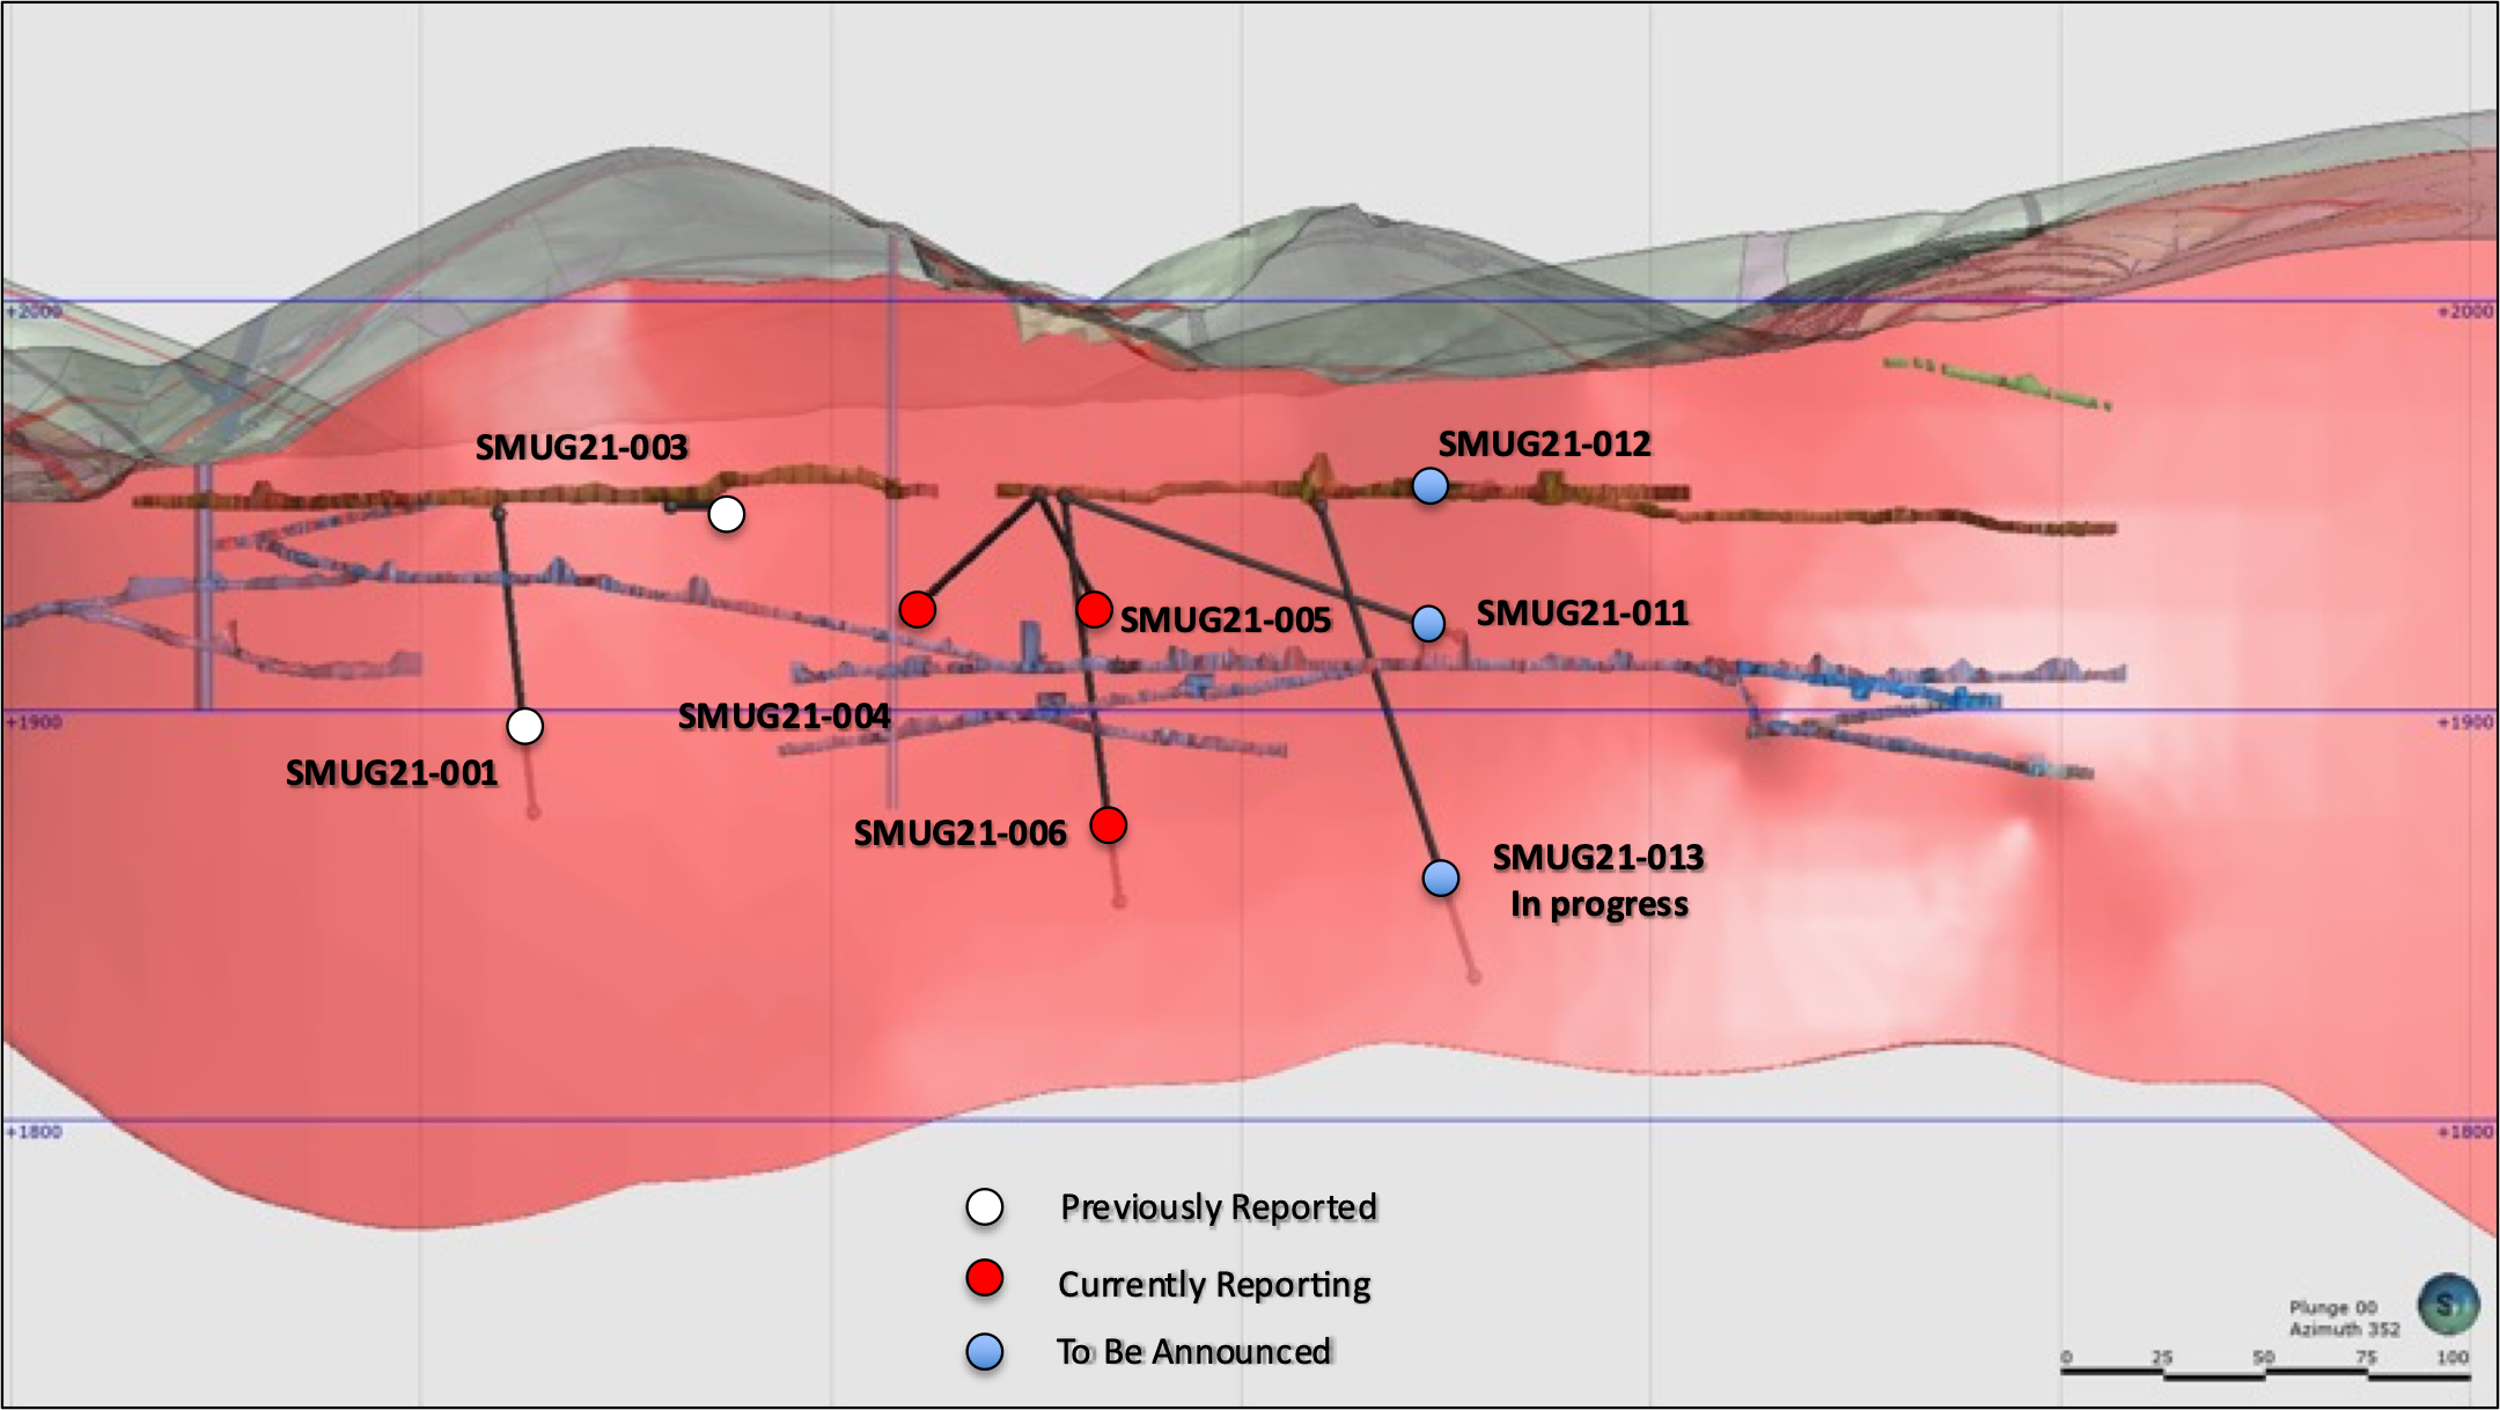 +2000
+2000
SMUG21-003
SMUG21-012
SMUG21-005
SMUG21-011
SMUG21-004
+1900
+1900
SMUG21-001
SMUG21-006
SMUG21-013
In progress
+1800
+1800
Previously Reported
Currently Reporting
To Be Announced
Plunge 00
Azimuth 352
S
0 25 50 75 100